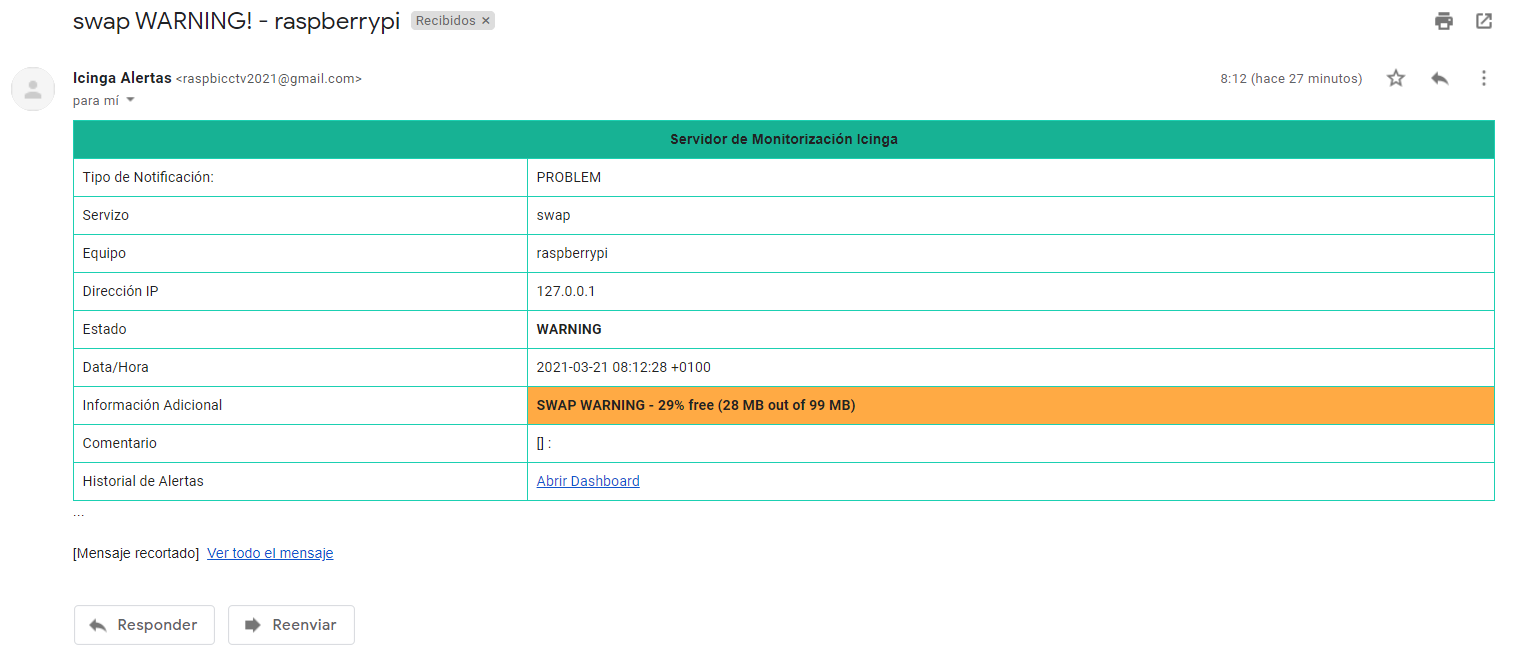 swap WARNING! - raspberrypi Recibidos ×
Icinga Alertas <raspbicctv2021@gmail.com> 8:12 (hace 27 minutos)
para mí
Servidor de Monitorización Icinga
Tipo de Notificación: PROBLEM
Servizo swap
Equipo raspberrypi
Dirección IP 127.0.0.1
Estado WARNING
Data/Hora 2021-03-21 08:12:28 +0100
Información Adicional SWAP WARNING - 29% free (28 MB out of 99 MB)
Comentario [] :
Historial de Alertas Abrir Dashboard
...
[Mensaje recortado] Ver todo el mensaje
Responder Reenviar